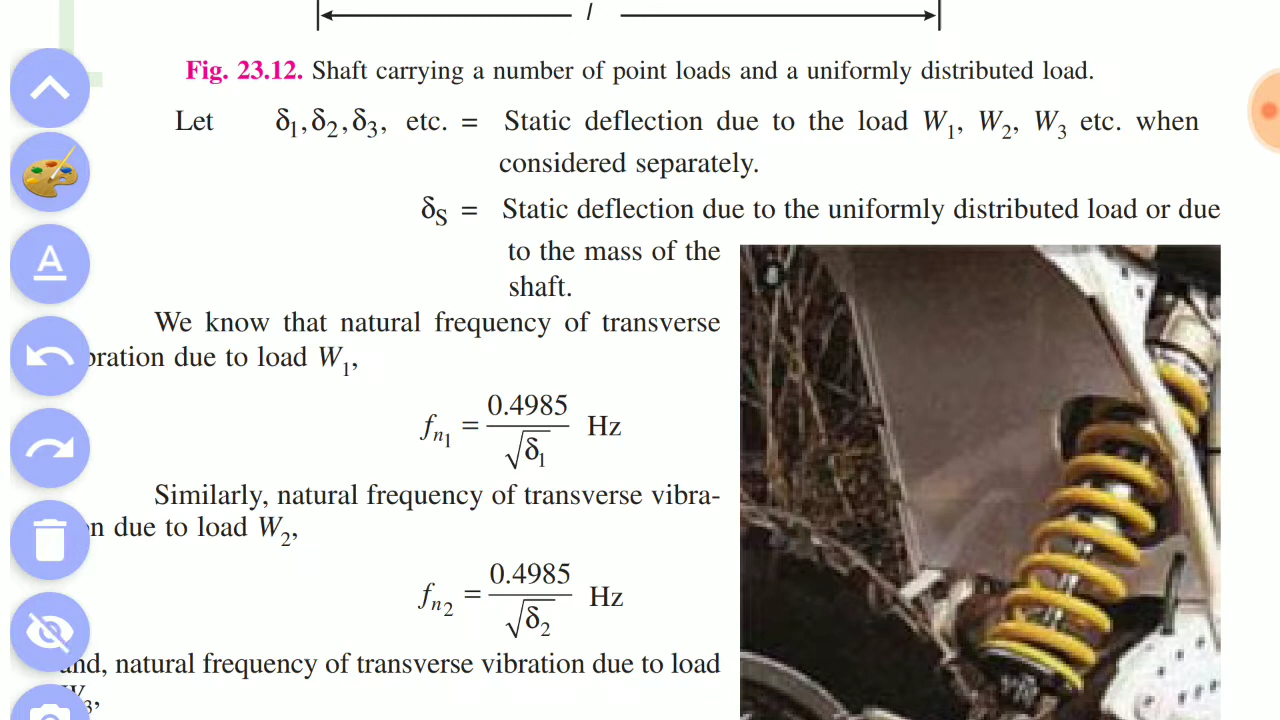 l
Fig. 23.12. Shaft carrying a number of point loads and a uniformly distributed load.
Let δ₁, δ₂, δ₃, etc. = Static deflection due to the load W₁, W₂, W₃ etc. when
considered separately.
δS = Static deflection due to the uniformly distributed load or due
to the mass of the
shaft.
We know that natural frequency of transverse
bration due to load W₁,
fn₁ = 0.4985 / √δ₁ Hz
Similarly, natural frequency of transverse vibra-
n due to load W₂,
fn₂ = 0.4985 / √δ₂ Hz
and, natural frequency of transverse vibration due to load
W₃,
A